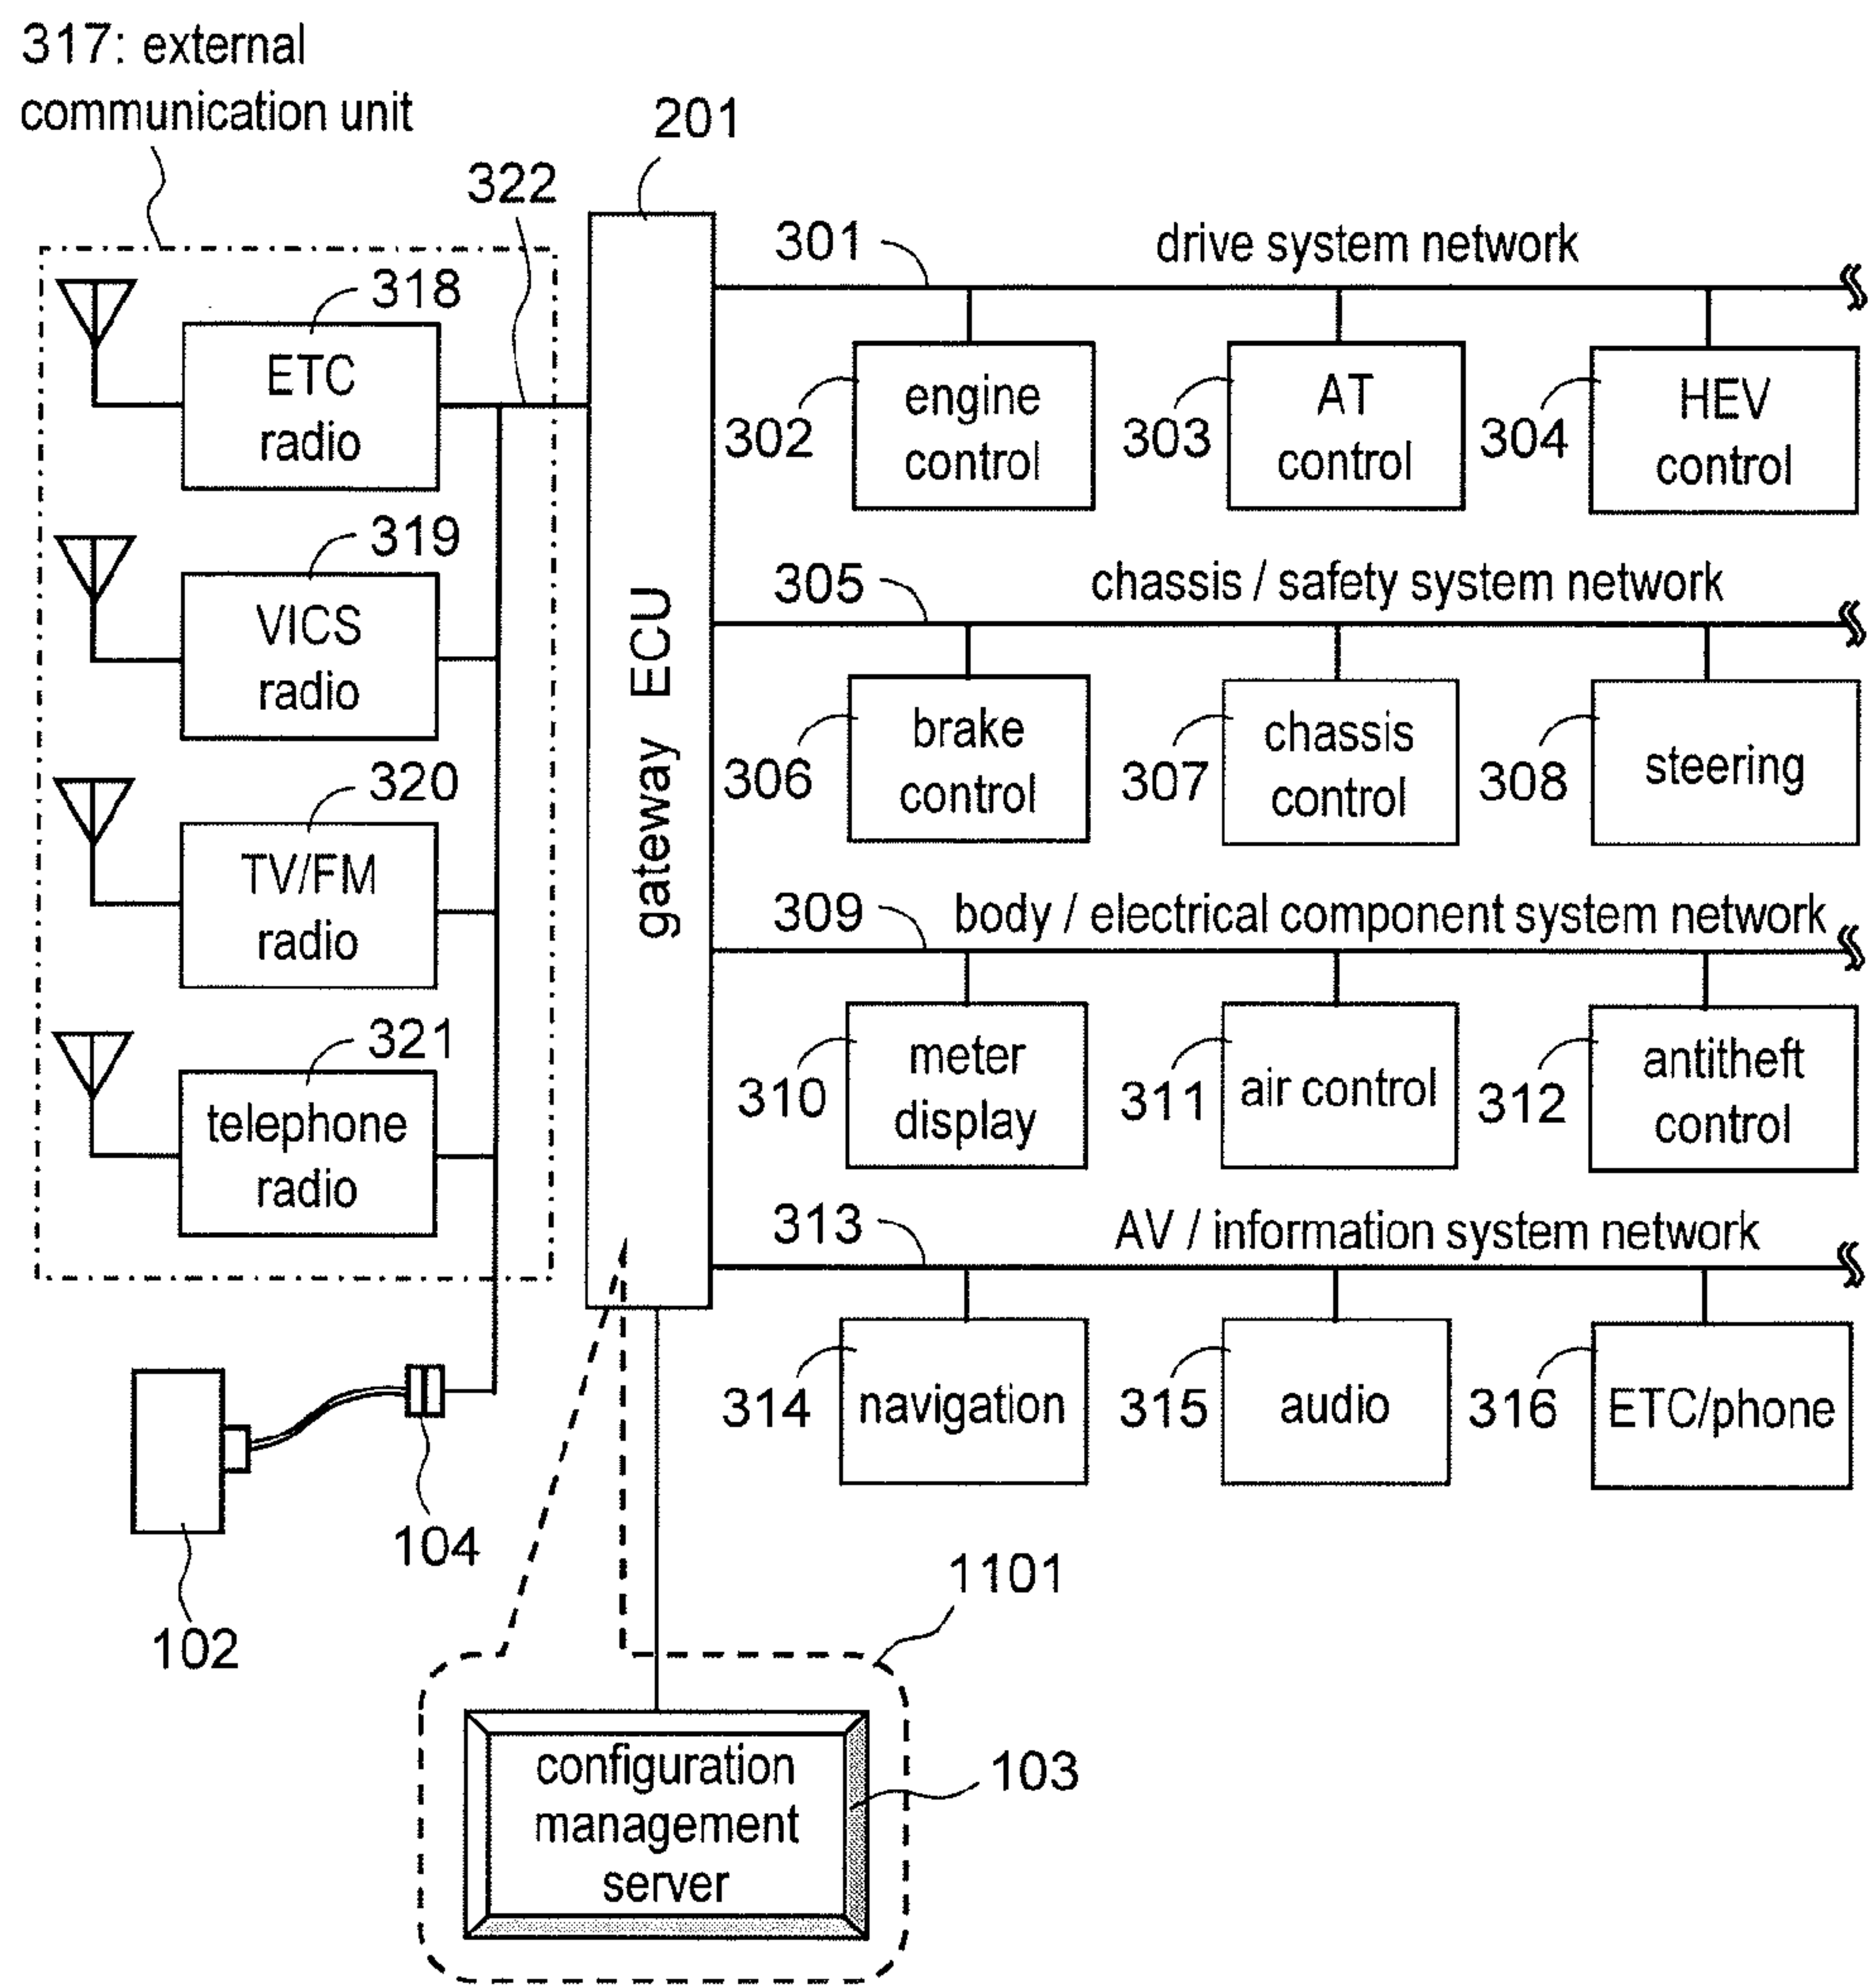 317: external
communication unit
201
322
301
drive system network
318
ETC
radio
302
engine
control
303
AT
control
304
HEV
control
319
VICS
radio
305
chassis / safety system network
306
brake
control
307
chassis
control
308
steering
320
TV/FM
radio
gateway ECU
309
body / electrical component system network
310
meter
display
311
air control
312
antitheft
control
321
telephone
radio
313
AV / information system network
314
navigation
315
audio
316
ETC/phone
104
102
1101
configuration
management
server
103